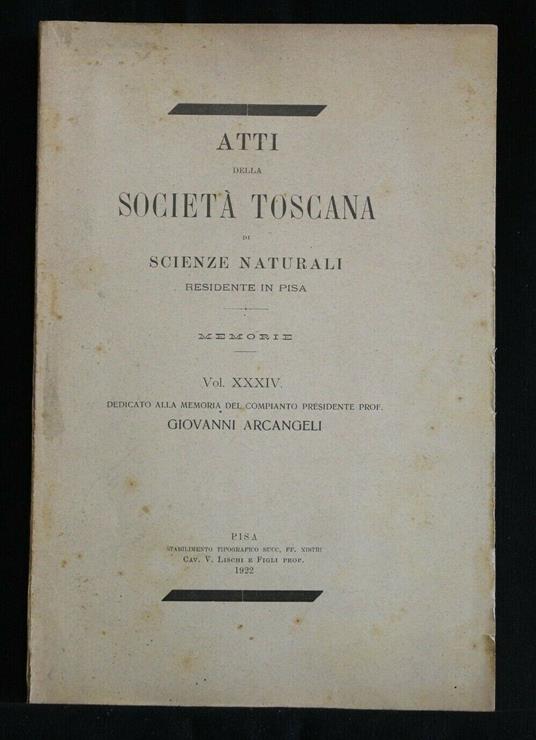 ATTI
DELLA
SOCIETÀ TOSCANA
DI
SCIENZE NATURALI
RESIDENTE IN PISA
MEMORIE
Vol. XXXIV.
DEDICATO ALLA MEMORIA DEL COMPIANTO PRESIDENTE PROF.
GIOVANNI ARCANGELI
PISA
STABILIMENTO TIPOGRAFICO SUCC. FF. NISTRI
CAV. V. LISCHI E FIGLI PROP.
1922